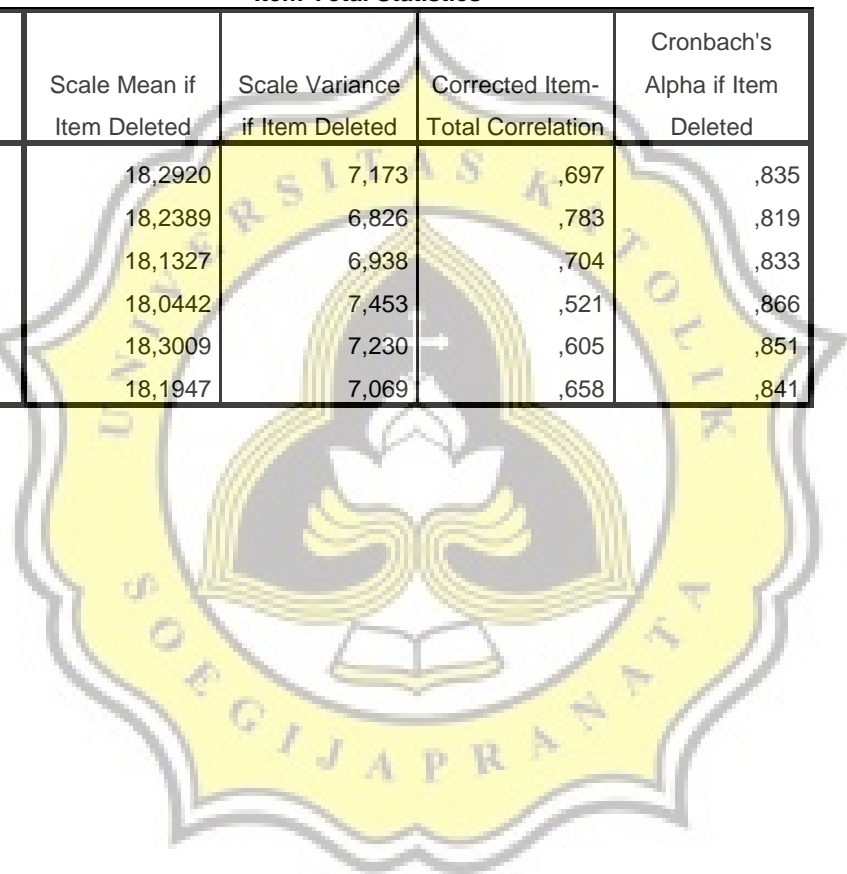 Item-Total Statistics
Scale Mean if Item Deleted Scale Variance if Item Deleted Corrected Item-Total Correlation Cronbach's Alpha if Item Deleted
18,2920 7,173 ,697 ,835
18,2389 6,826 ,783 ,819
18,1327 6,938 ,704 ,833
18,0442 7,453 ,521 ,866
18,3009 7,230 ,605 ,851
18,1947 7,069 ,658 ,841
UNIVERSITAS KATOLIK
SOEGIJAPRANATA